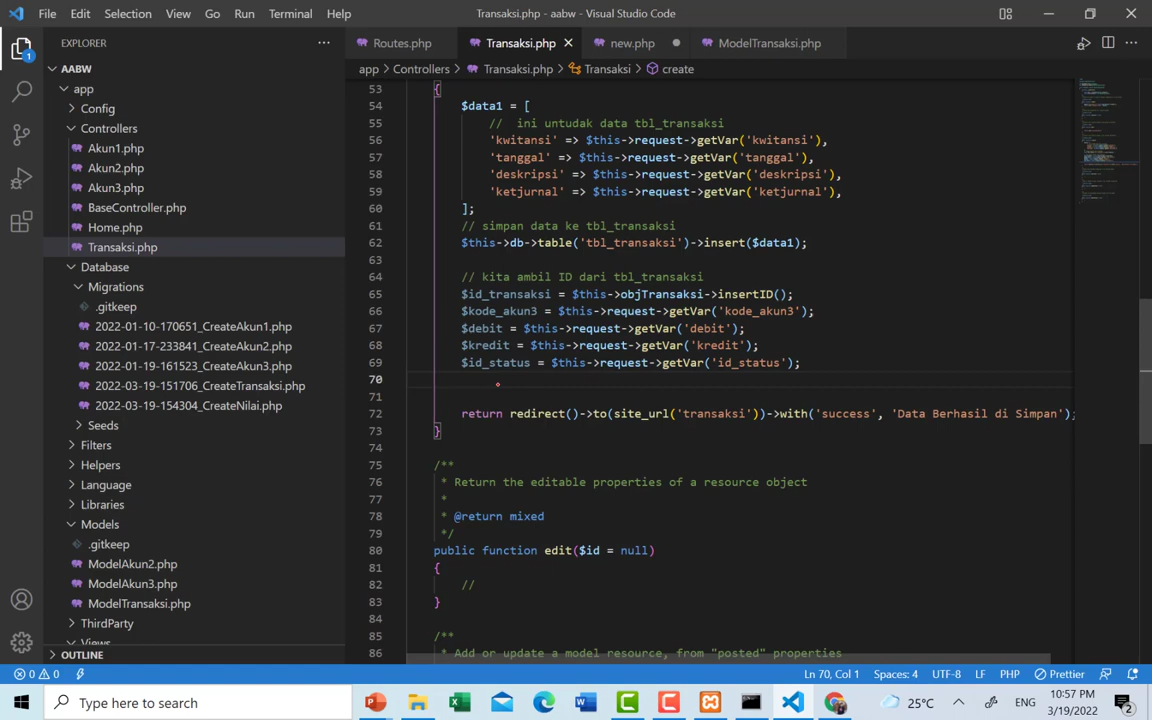 File Edit Selection View Go Run Terminal Help
Transaksi.php - aabw - Visual Studio Code
EXPLORER
Routes.php
Transaksi.php
new.php
ModelTransaksi.php
app > Controllers > Transaksi.php > Transaksi > create
1
AABW
app
Config
Controllers
Akun1.php
Akun2.php
Akun3.php
BaseController.php
Home.php
Transaksi.php
Database
Migrations
.gitkeep
2022-01-10-170651_CreateAkun1.php
2022-01-17-233841_CreateAkun2.php
2022-03-19-161523_CreateAkun3.php
2022-03-19-151706_CreateTransaksi.php
2022-03-19-154304_CreateNilai.php
Seeds
Filters
Helpers
Language
Libraries
Models
.gitkeep
ModelAkun2.php
ModelAkun3.php
ModelTransaksi.php
ThirdParty
Views
OUTLINE
53 {
54 $data1 = [
55 //  ini untudak data tbl_transaksi
56 'kwitansi' => $this->request->getVar('kwitansi'),
57 'tanggal' => $this->request->getVar('tanggal'),
58 'deskripsi' => $this->request->getVar('deskripsi'),
59 'ketjurnal' => $this->request->getVar('ketjurnal'),
60 ];
61 // simpan data ke tbl_transaksi
62 $this->db->table('tbl_transaksi')->insert($data1);
63
64 // kita ambil ID dari tbl_transaksi
65 $id_transaksi = $this->objTransaksi->insertID();
66 $kode_akun3 = $this->request->getVar('kode_akun3');
67 $debit = $this->request->getVar('debit');
68 $kredit = $this->request->getVar('kredit');
69 $id_status = $this->request->getVar('id_status');
70
71
72 return redirect()->to(site_url('transaksi'))->with('success', 'Data Berhasil di Simpan');
73 }
74
75 /**
76 * Return the editable properties of a resource object
77 *
78 * @return mixed
79 */
80 public function edit($id = null)
81 {
82 //
83 }
84
85 /**
86 * Add or update a model resource, from "posted" properties
0 0 Ln 70, Col 1 Spaces: 4 UTF-8 LF PHP Prettier
Type here to search
25°C
ENG
10:57 PM
3/19/2022
2